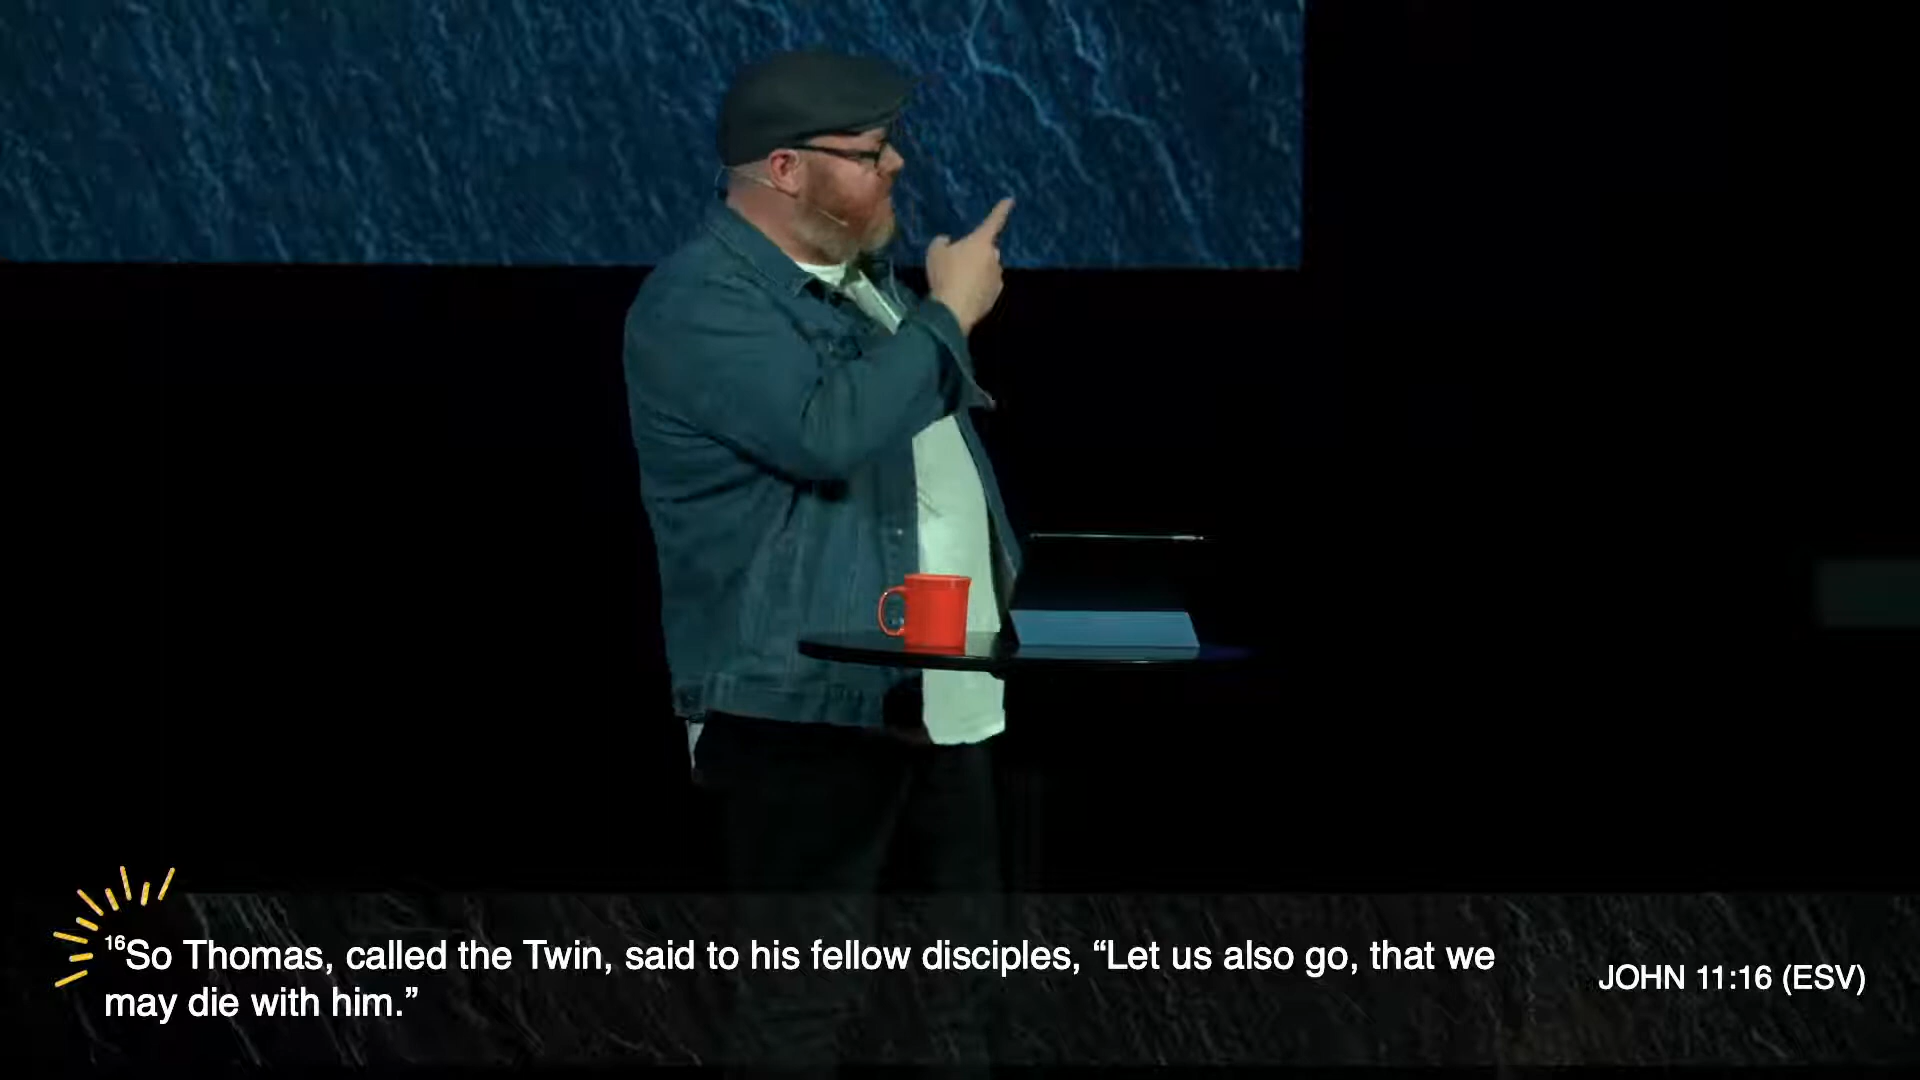 ¹⁶So Thomas, called the Twin, said to his fellow disciples, “Let us also go, that we
may die with him.”
JOHN 11:16 (ESV)